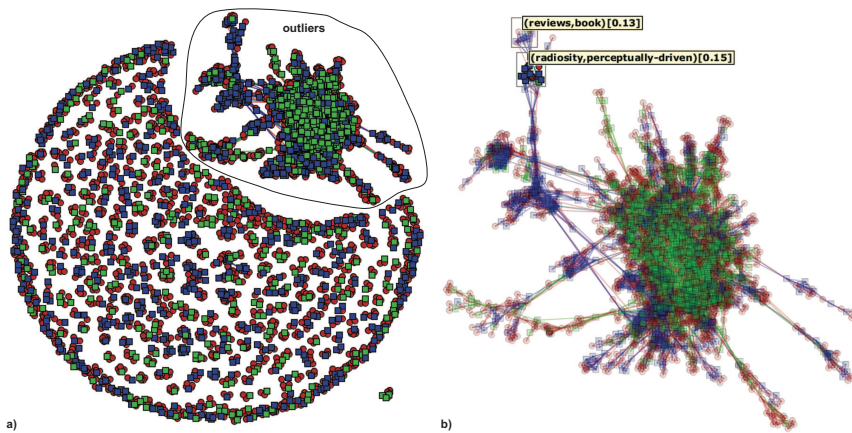 outliers
(reviews,book)[0.13]
(radiosity,perceptually-driven)[0.15]
a)
b)